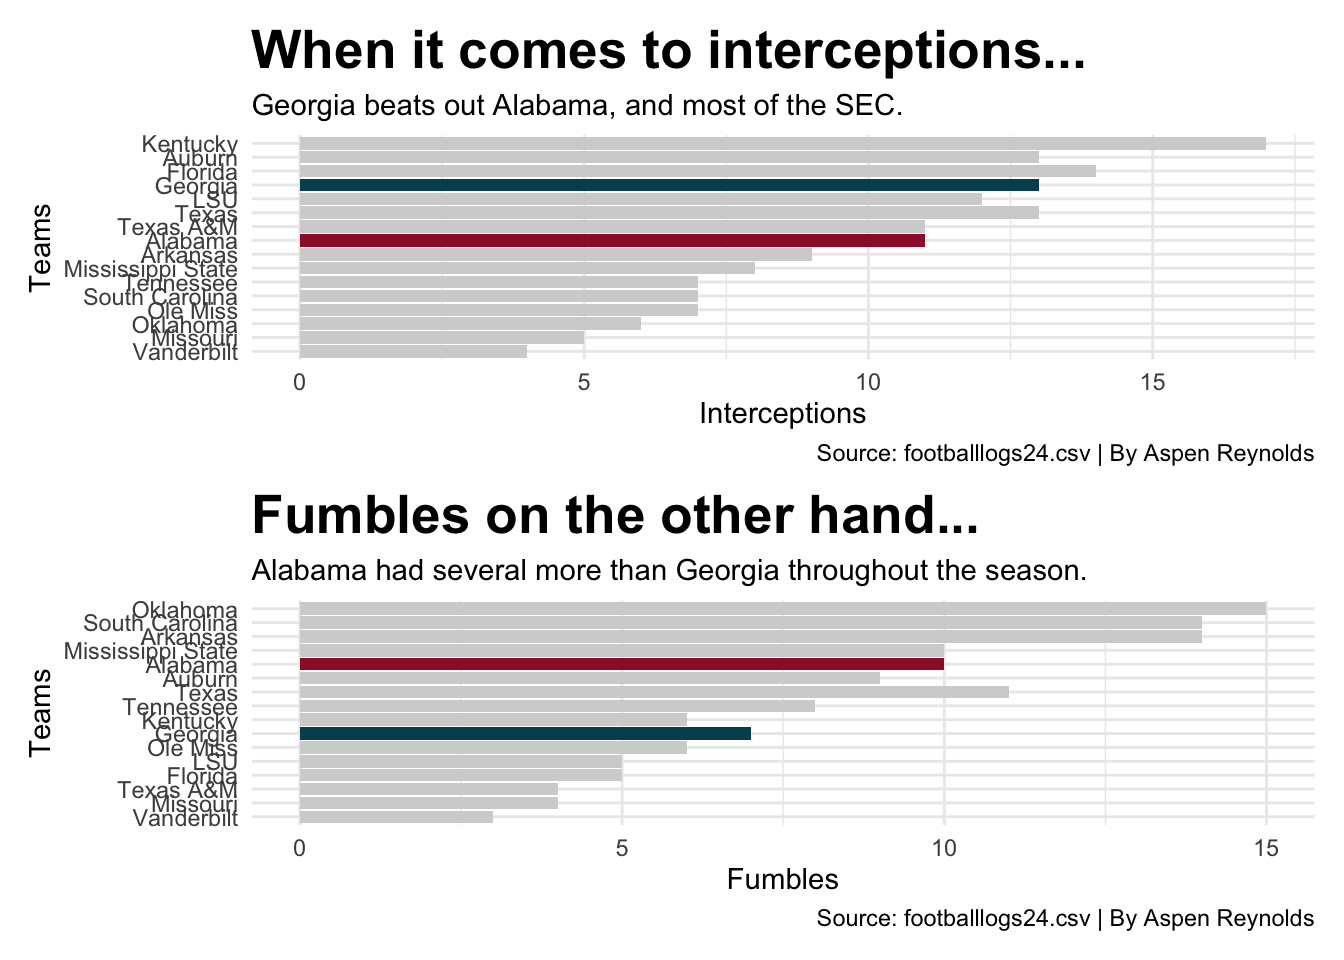 When it comes to interceptions...
Georgia beats out Alabama, and most of the SEC.
Teams
Kentucky
Auburn
Florida
Georgia
LSU
Texas
Texas A&M
Alabama
Arkansas
Mississippi State
Tennessee
South Carolina
Ole Miss
Oklahoma
Missouri
Vanderbilt
0 5 10 15
Interceptions
Source: footballlogs24.csv | By Aspen Reynolds
Fumbles on the other hand...
Alabama had several more than Georgia throughout the season.
Teams
Oklahoma
South Carolina
Arkansas
Mississippi State
Alabama
Auburn
Texas
Tennessee
Kentucky
Georgia
Ole Miss
LSU
Florida
Texas A&M
Missouri
Vanderbilt
0 5 10 15
Fumbles
Source: footballlogs24.csv | By Aspen Reynolds